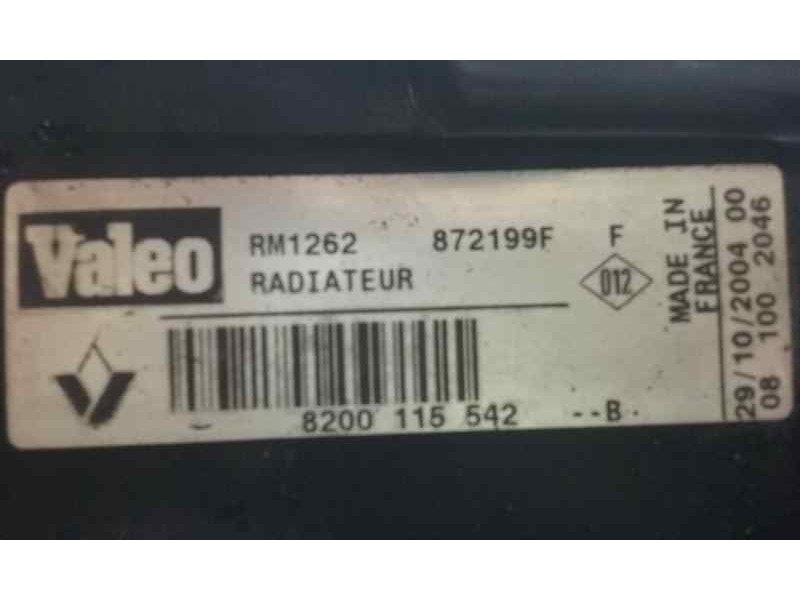 Valeo
RM1262 872199F F
RADIATEUR 012
8200 115 542 --B.
MADE IN
FRANCE
29/10/2004 00
08 100 2046